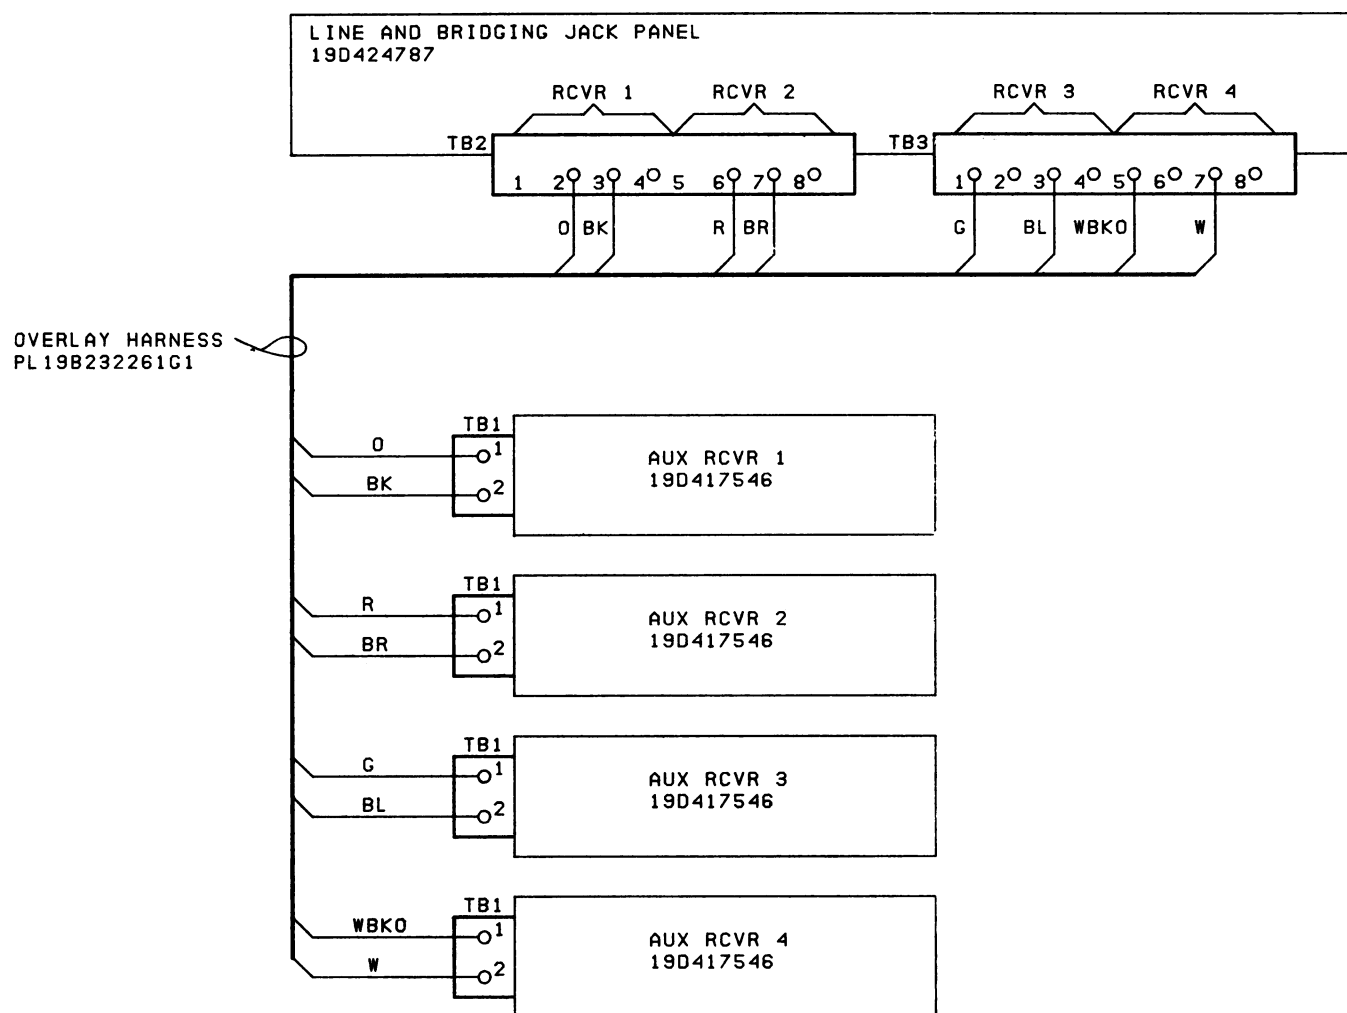 LINE AND BRIDGING JACK PANEL
19D424787
RCVR 1 RCVR 2 RCVR 3 RCVR 4
TB2 TB3
1 2 3 4 5 6 7 8 1 2 3 4 5 6 7 8
O BK R BR G BL WBKO W
OVERLAY HARNESS
PL19B232261G1
TB1
O 1
BK 2
AUX RCVR 1
19D417546
TB1
R 1
BR 2
AUX RCVR 2
19D417546
TB1
G 1
BL 2
AUX RCVR 3
19D417546
TB1
WBKO 1
W 2
AUX RCVR 4
19D417546